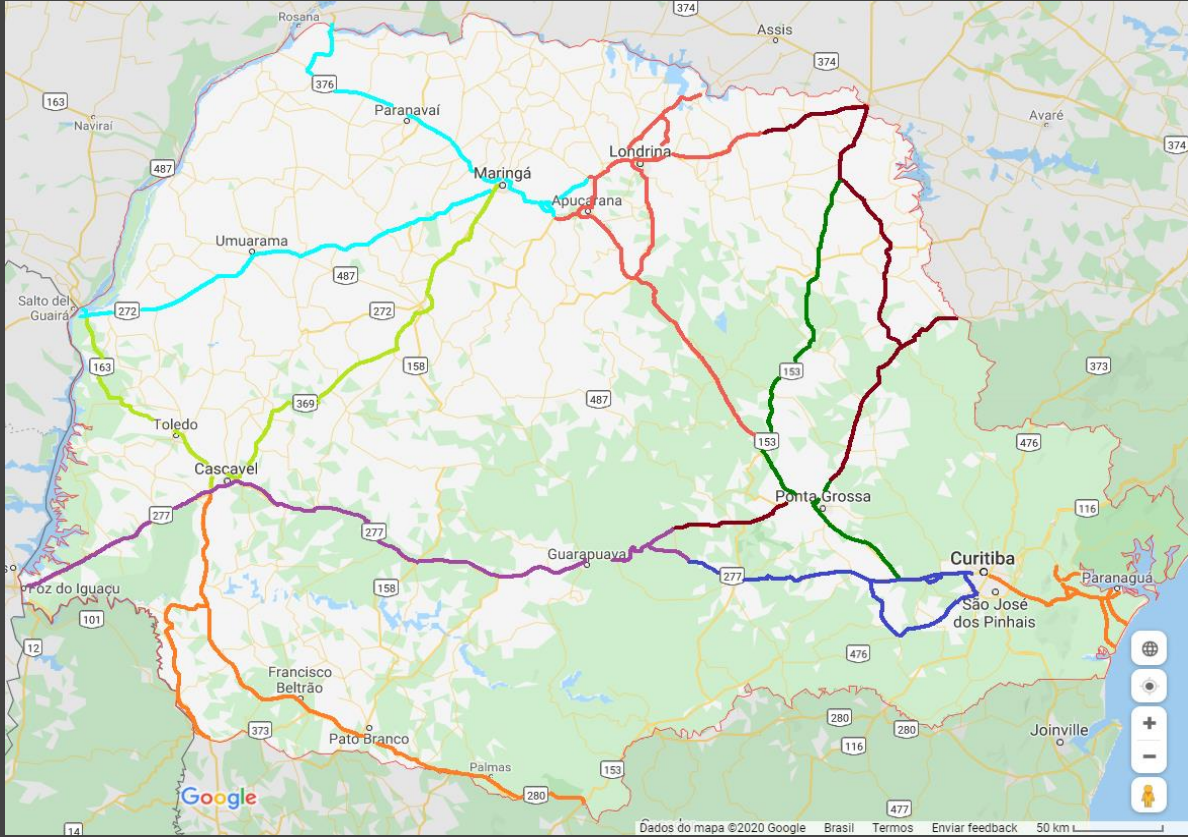 Rosana
374
Assis
374
376
163
Naviraí
Paranavaí
Avaré
374
487
Londrina
Maringá
Apucarana
Umuarama
487
Salto del
Guairá
272
272
163
158
153
373
369
487
Toledo
153
476
Cascavel
Ponta Grossa
277
277
116
Guarapuava
277
Curitiba
Paranaguá
Foz do Iguaçu
158
São José
dos Pinhais
101
12
476
Francisco
Beltrão
373
280
280
116
Joinville
Pato Branco
Palmas
153
280
Google
477
14
Dados do mapa ©2020 Google Brasil Termos Enviar feedback 50 km